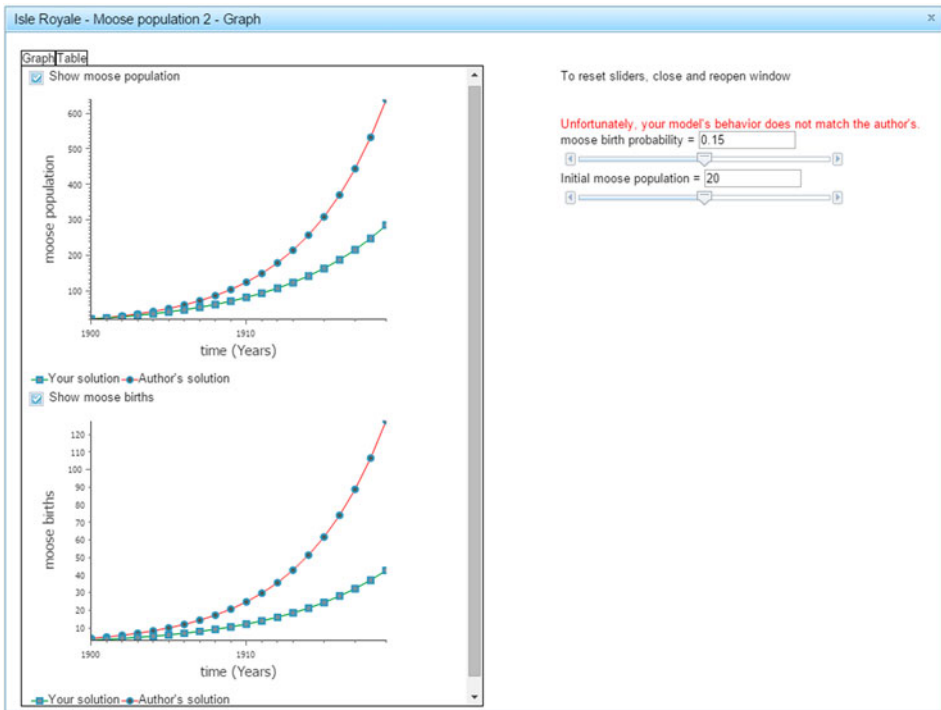 Isle Royale - Moose population 2 - Graph
x
Graph Table
Show moose population
600
500
400
300
200
100
moose population
1900 1910
time (Years)
Your solution Author's solution
Show moose births
120
110
100
90
80
70
60
50
40
30
20
10
moose births
1900 1910
time (Years)
Your solution Author's solution
To reset sliders, close and reopen window
Unfortunately, your model's behavior does not match the author's.
moose birth probability = 0.15
Initial moose population = 20